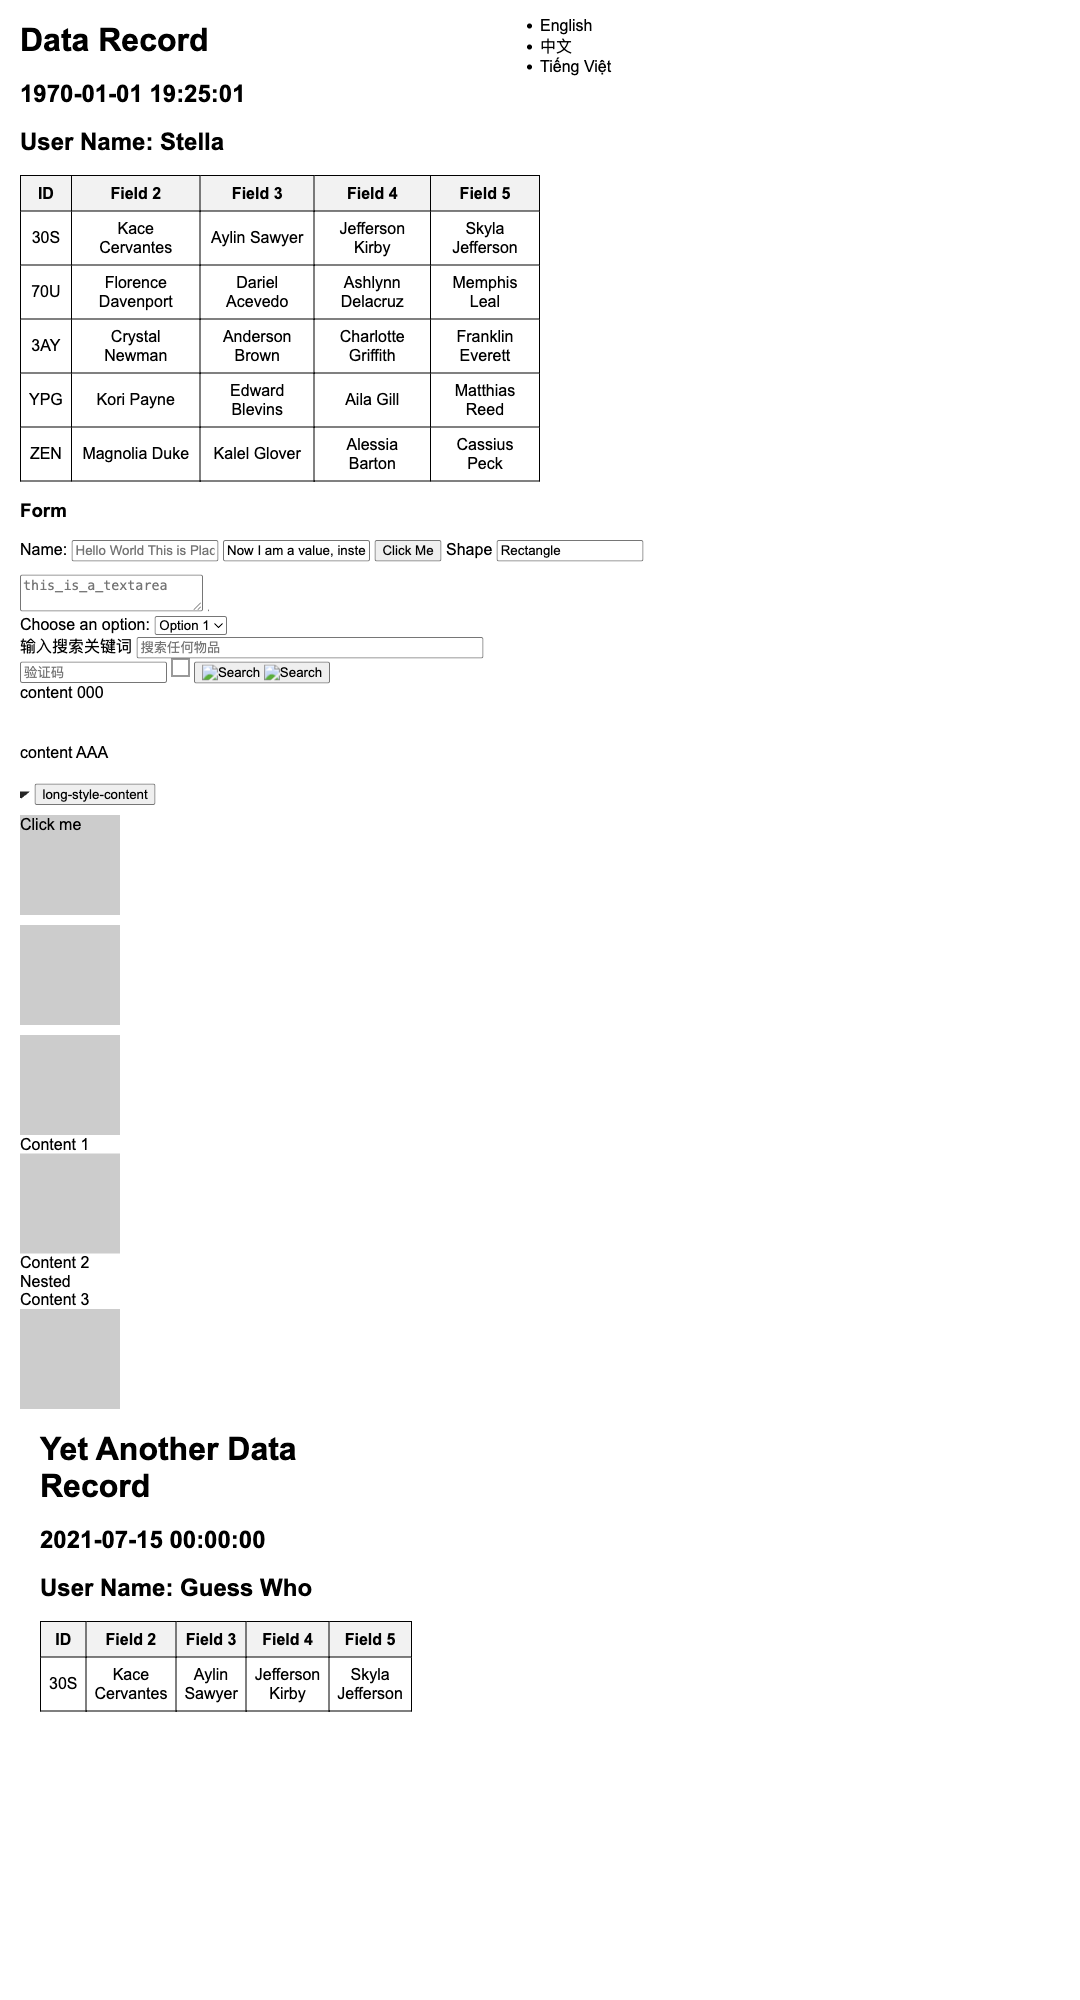 Data Record
English
中文
Tiếng Việt
1970-01-01 19:25:01
User Name: Stella
ID Field 2 Field 3 Field 4 Field 5
30S Kace Cervantes Aylin Sawyer Jefferson Kirby Skyla Jefferson
70U Florence Davenport Dariel Acevedo Ashlynn Delacruz Memphis Leal
3AY Crystal Newman Anderson Brown Charlotte Griffith Franklin Everett
YPG Kori Payne Edward Blevins Aila Gill Matthias Reed
ZEN Magnolia Duke Kalel Glover Alessia Barton Cassius Peck
Form
Name: Hello World This is Plac Now I am a value, inste Click Me Shape Rectangle
this_is_a_textarea
Choose an option: Option 1
输入搜索关键词 搜索任何物品
验证码 Search Search
content 000
content AAA
long-style-content
Click me
Content 1
Content 2
Nested
Content 3
Yet Another Data
Record
2021-07-15 00:00:00
User Name: Guess Who
ID Field 2 Field 3 Field 4 Field 5
30S Kace Cervantes Aylin Sawyer Jefferson Kirby Skyla Jefferson